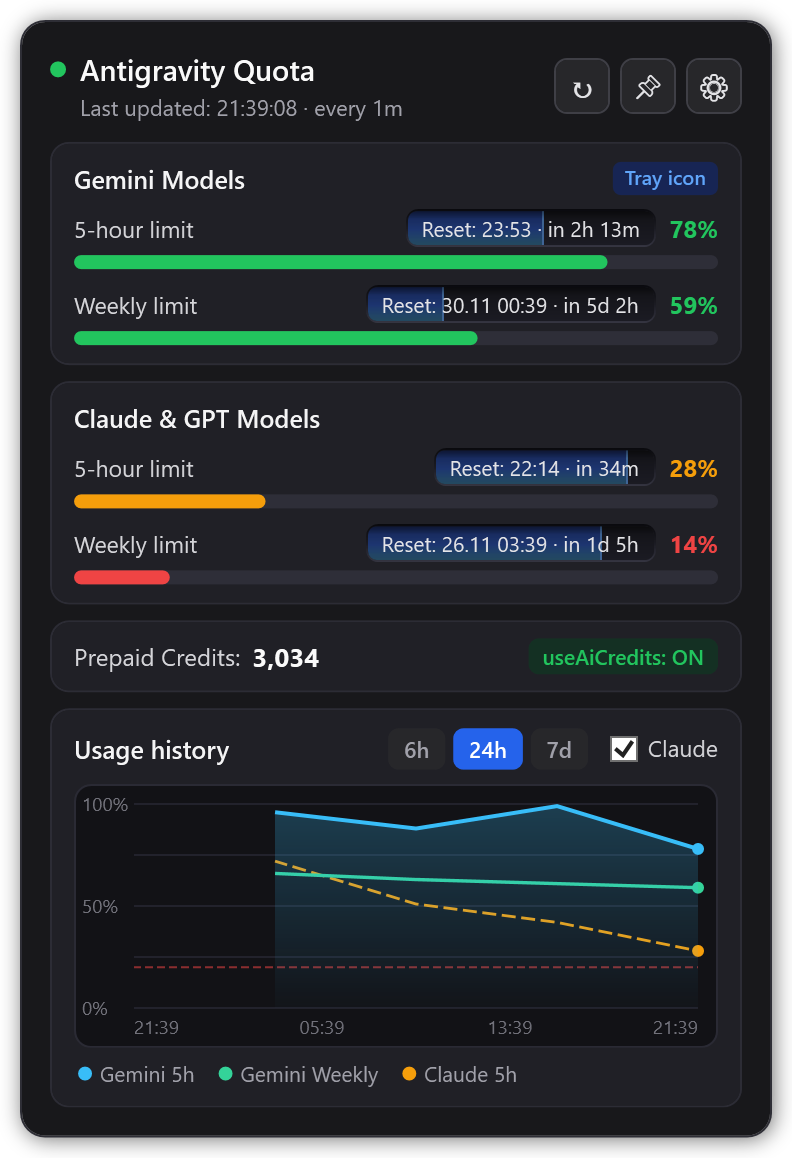 Antigravity Quota
Last updated: 21:39:08 · every 1m
Gemini Models
Tray icon
5-hour limit
Reset: 23:53 · in 2h 13m
78%
Weekly limit
Reset: 30.11 00:39 · in 5d 2h
59%
Claude & GPT Models
5-hour limit
Reset: 22:14 · in 34m
28%
Weekly limit
Reset: 26.11 03:39 · in 1d 5h
14%
Prepaid Credits: 3,034
useAiCredits: ON
Usage history
6h
24h
7d
Claude
100%
50%
0%
21:39
05:39
13:39
21:39
Gemini 5h
Gemini Weekly
Claude 5h